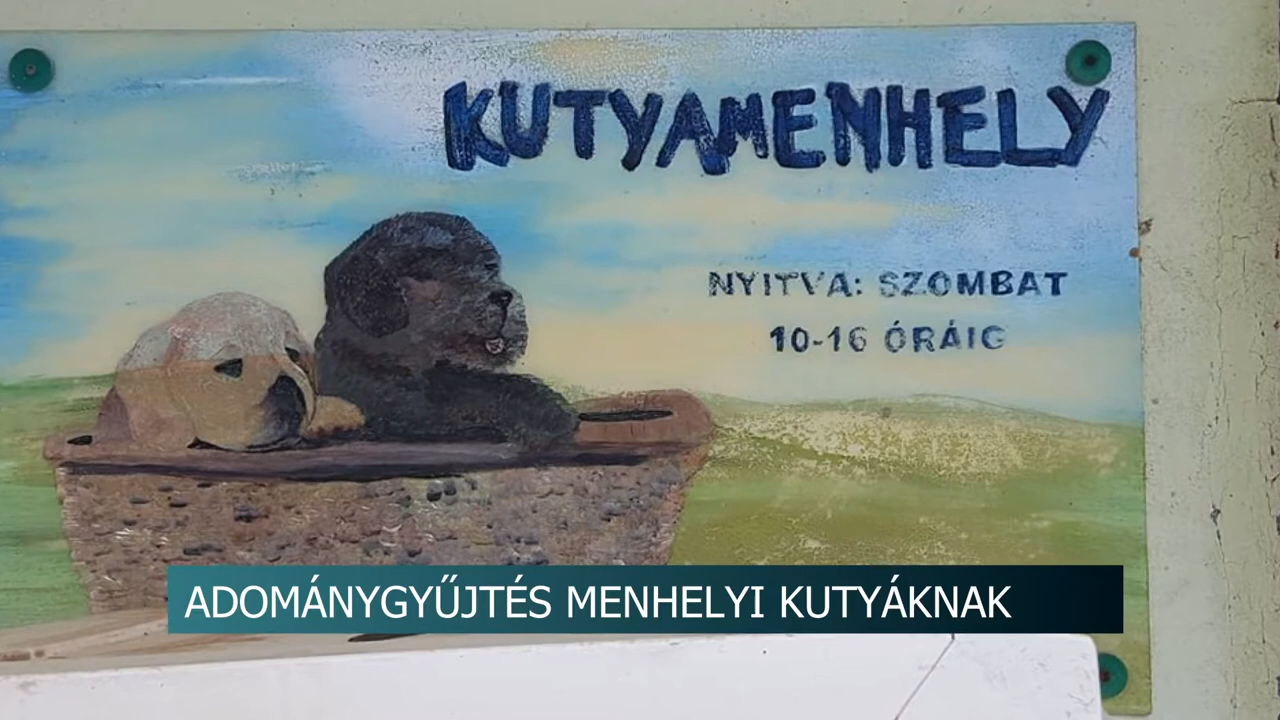 KUTYAMENHELY
NYITVA: SZOMBAT
10-16 ÓRÁIG
ADOMÁNYGYŰJTÉS MENHELYI KUTYÁKNAK